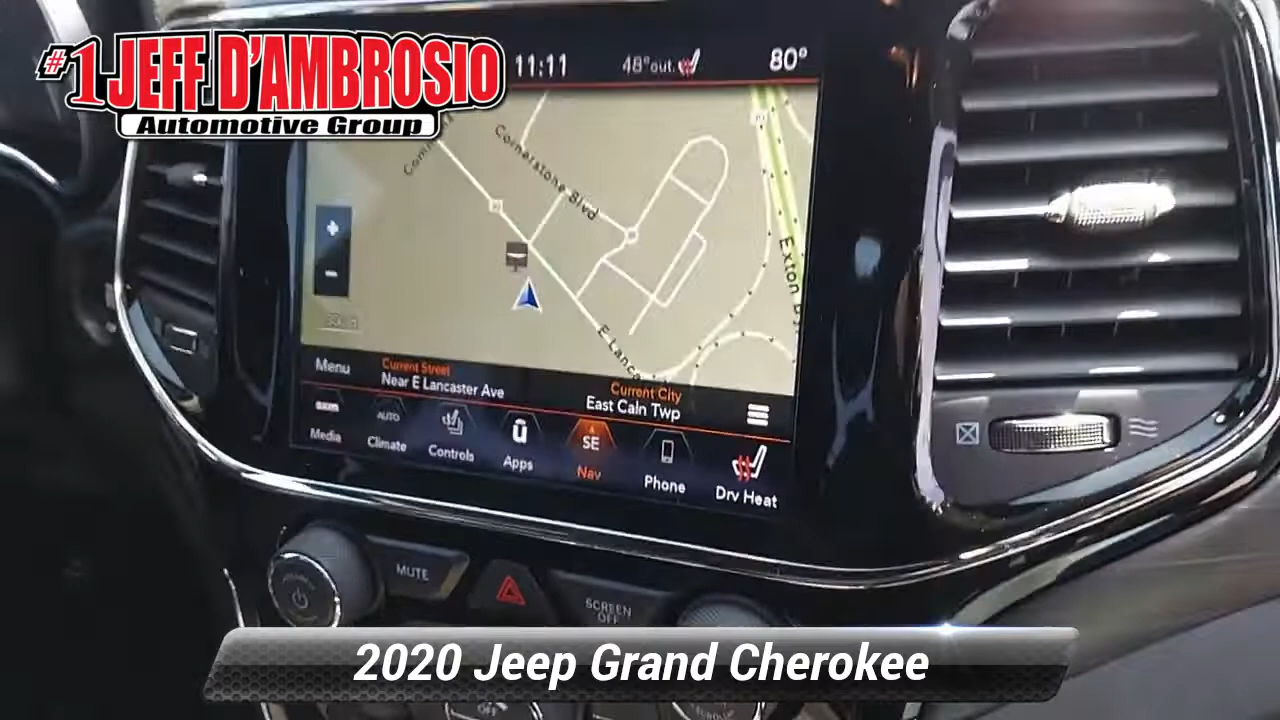 #1 JEFF D'AMBROSIO
Automotive Group
11:11 48°out. 80°
Cornerstone Blvd
Exton
E Lanca
+
-
Menu
Current Street
Near E Lancaster Ave
Current City
East Caln Twp
Media
AUTO
Climate
Controls
Apps
SE
Nav
Phone
Drv Heat
MUTE
SCREEN OFF
OFF
2020 Jeep Grand Cherokee